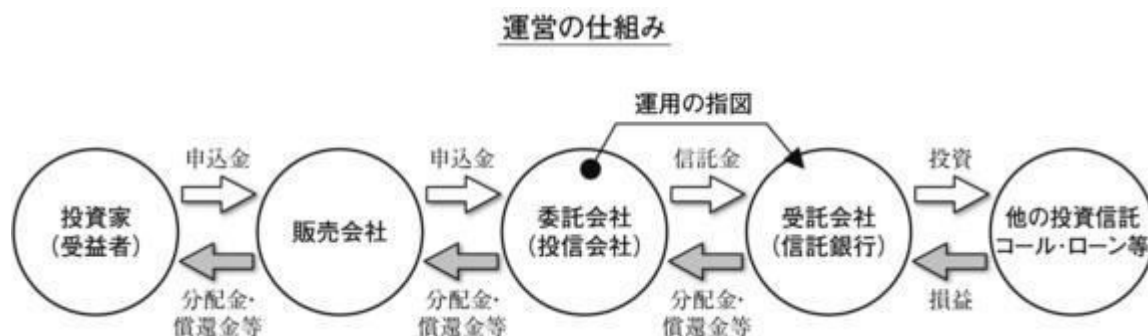 運営の仕組み
運用の指図
申込金
申込金
信託金
投資
投資家
(受益者)
販売会社
委託会社
(投信会社)
受託会社
(信託銀行)
他の投資信託
コール・ローン等
分配金・
償還金等
分配金・
償還金等
分配金・
償還金等
損益